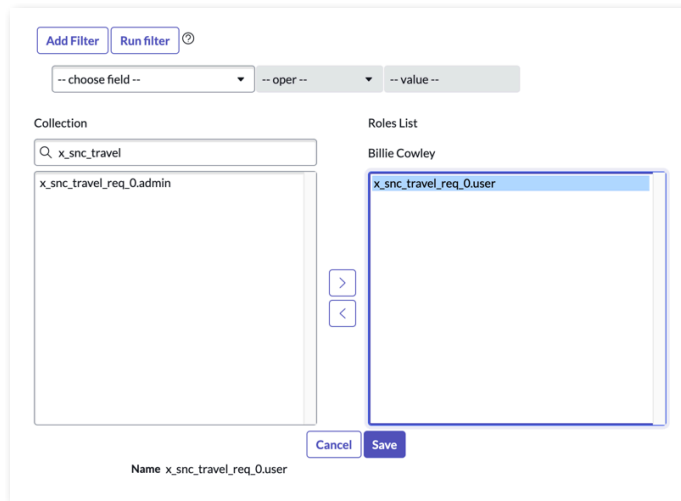 Add Filter Run filter ?
-- choose field -- -- oper -- -- value --
Collection
x_snc_travel
x_snc_travel_req_0.admin
Roles List
Billie Cowley
x_snc_travel_req_0.user
>
<
Cancel Save
Name x_snc_travel_req_0.user